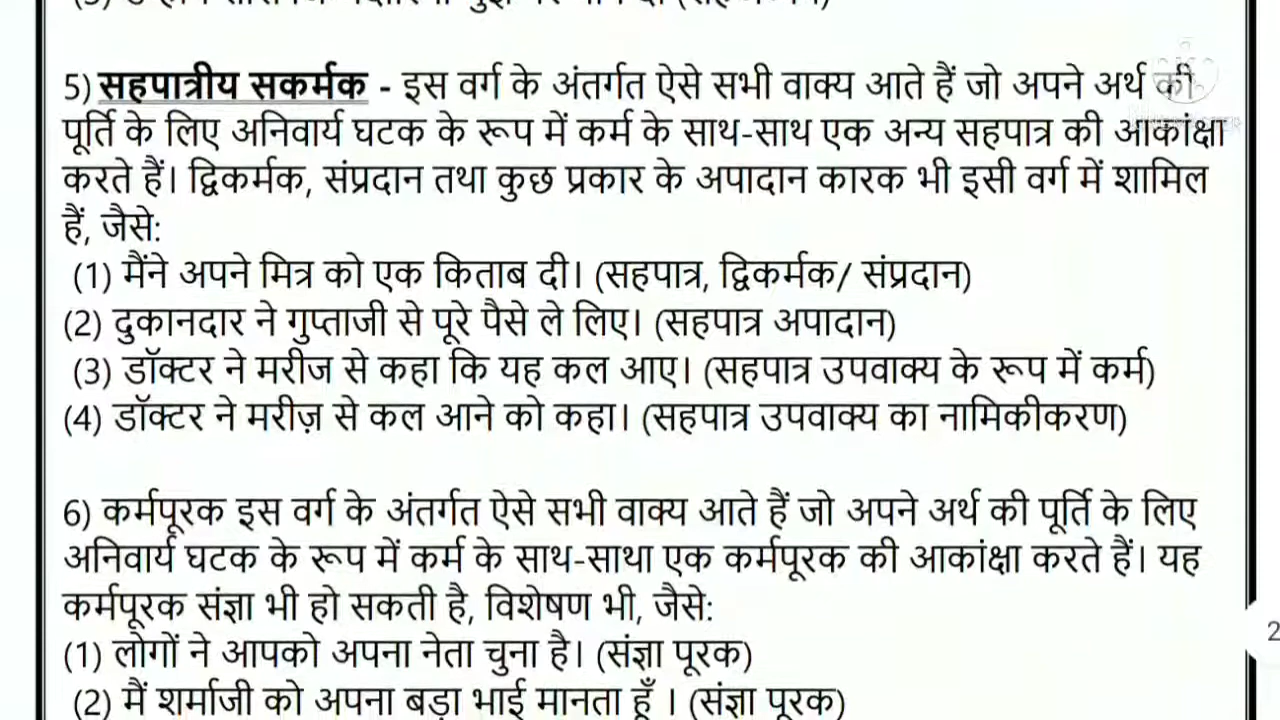 5) सहपात्रीय सकर्मक - इस वर्ग के अंतर्गत ऐसे सभी वाक्य आते हैं जो अपने अर्थ की
पूर्ति के लिए अनिवार्य घटक के रूप में कर्म के साथ-साथ एक अन्य सहपात्र की आकांक्षा
करते हैं। द्विकर्मक, संप्रदान तथा कुछ प्रकार के अपादान कारक भी इसी वर्ग में शामिल
हैं, जैसे:
(1) मैंने अपने मित्र को एक किताब दी। (सहपात्र, द्विकर्मक/ संप्रदान)
(2) दुकानदार ने गुप्ताजी से पूरे पैसे ले लिए। (सहपात्र अपादान)
(3) डॉक्टर ने मरीज से कहा कि यह कल आए। (सहपात्र उपवाक्य के रूप में कर्म)
(4) डॉक्टर ने मरीज़ से कल आने को कहा। (सहपात्र उपवाक्य का नामिकीकरण)
6) कर्मपूरक इस वर्ग के अंतर्गत ऐसे सभी वाक्य आते हैं जो अपने अर्थ की पूर्ति के लिए
अनिवार्य घटक के रूप में कर्म के साथ-साथा एक कर्मपूरक की आकांक्षा करते हैं। यह
कर्मपूरक संज्ञा भी हो सकती है, विशेषण भी, जैसे:
(1) लोगों ने आपको अपना नेता चुना है। (संज्ञा पूरक)
2
(2) मैं शर्माजी को अपना बड़ा भाई मानता हूँ । (संज्ञा पूरक)